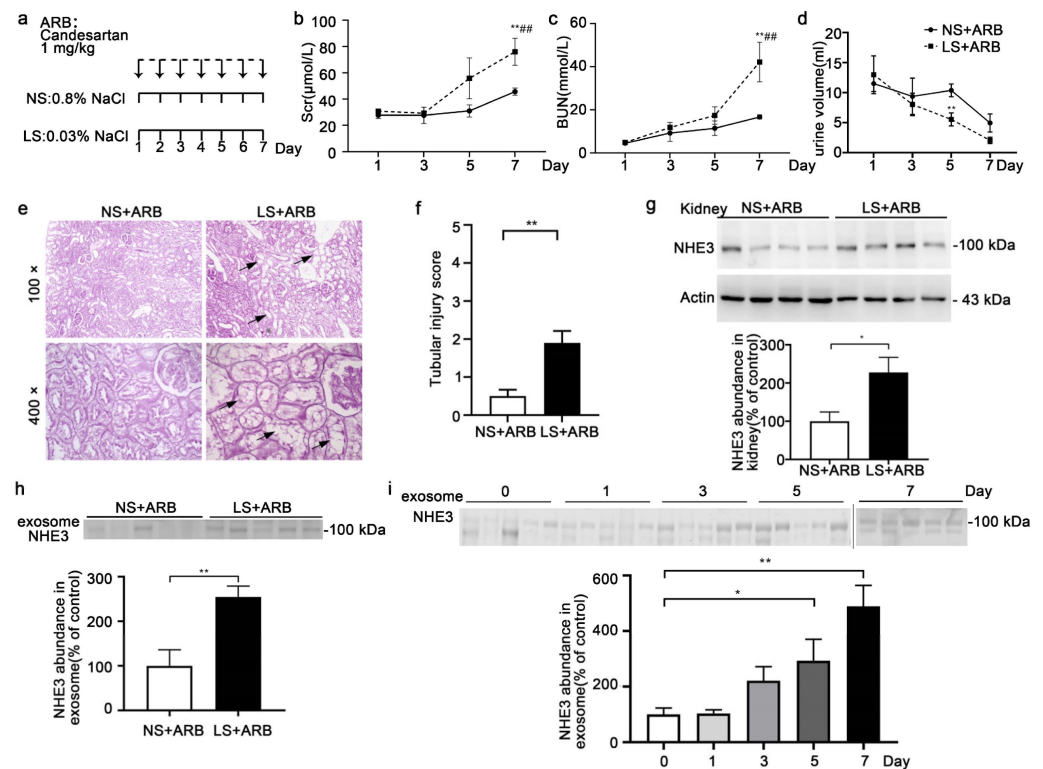 a
ARB:
Candesartan
1 mg/kg
NS:0.8% NaCl
LS:0.03% NaCl
1 2 3 4 5 6 7 Day
b
Scr(μmol/L)
100
80
60
40
20
0
**##
1 3 5 7 Day
c
BUN(mmol/L)
60
40
20
0
**##
1 3 5 7 Day
d
NS+ARB
LS+ARB
urine volume(ml)
20
15
10
5
0
**
1 3 5 7 Day
e
NS+ARB LS+ARB
100 ×
400 ×
f
Tubular injury score
5
4
3
2
1
0
**
NS+ARB LS+ARB
g
Kidney NS+ARB LS+ARB
NHE3 -100 kDa
Actin - 43 kDa
NHE3 abundance in
kidney(% of control)
300
200
100
0
*
NS+ARB LS+ARB
h
NS+ARB LS+ARB
exosome
NHE3
-100 kDa
NHE3 abundance in
exosome(% of control)
300
200
100
0
**
NS+ARB LS+ARB
i
exosome 0 1 3 5 7 Day
NHE3
-100 kDa
NHE3 abundance in
exosome(% of control)
600
400
200
0
**
*
0 1 3 5 7 Day